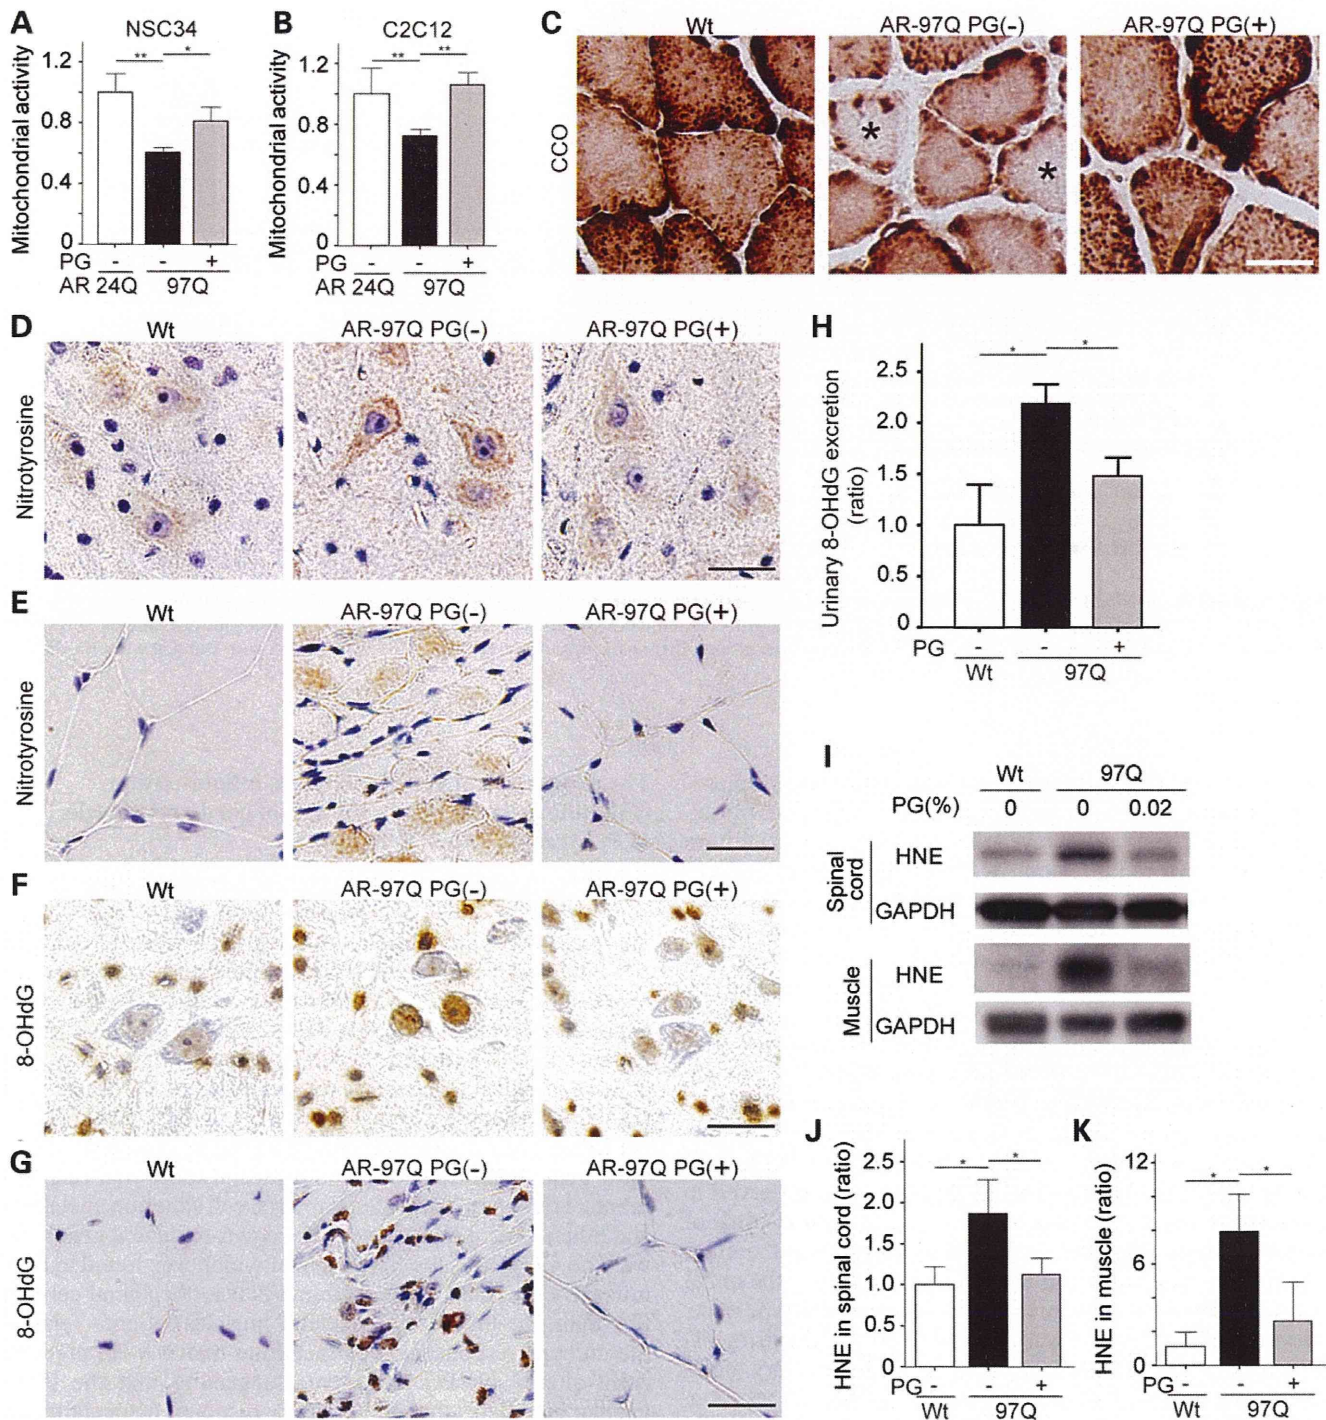 A
NSC34
Mitochondrial activity
1.2
0.8
0.4
0
** *
PG - - +
AR 24Q 97Q
B
C2C12
Mitochondrial activity
1.2
0.8
0.4
0
** **
PG - - +
AR 24Q 97Q
C
Wt AR-97Q PG(-) AR-97Q PG(+)
CCO
* *
D
Wt AR-97Q PG(-) AR-97Q PG(+)
Nitrotyrosine
E
Wt AR-97Q PG(-) AR-97Q PG(+)
Nitrotyrosine
F
Wt AR-97Q PG(-) AR-97Q PG(+)
8-OHdG
G
Wt AR-97Q PG(-) AR-97Q PG(+)
8-OHdG
H
Urinary 8-OHdG excretion
(ratio)
2.5
2.0
1.5
1.0
0.5
0
* *
PG - - +
Wt 97Q
I
Wt 97Q
PG(%) 0 0 0.02
Spinal
cord
HNE
GAPDH
Muscle
HNE
GAPDH
J
HNE in spinal cord (ratio)
2.5
2.0
1.5
1.0
0.5
0
* *
PG - - +
Wt 97Q
K
HNE in muscle (ratio)
12
6
0
* *
PG - - +
Wt 97Q